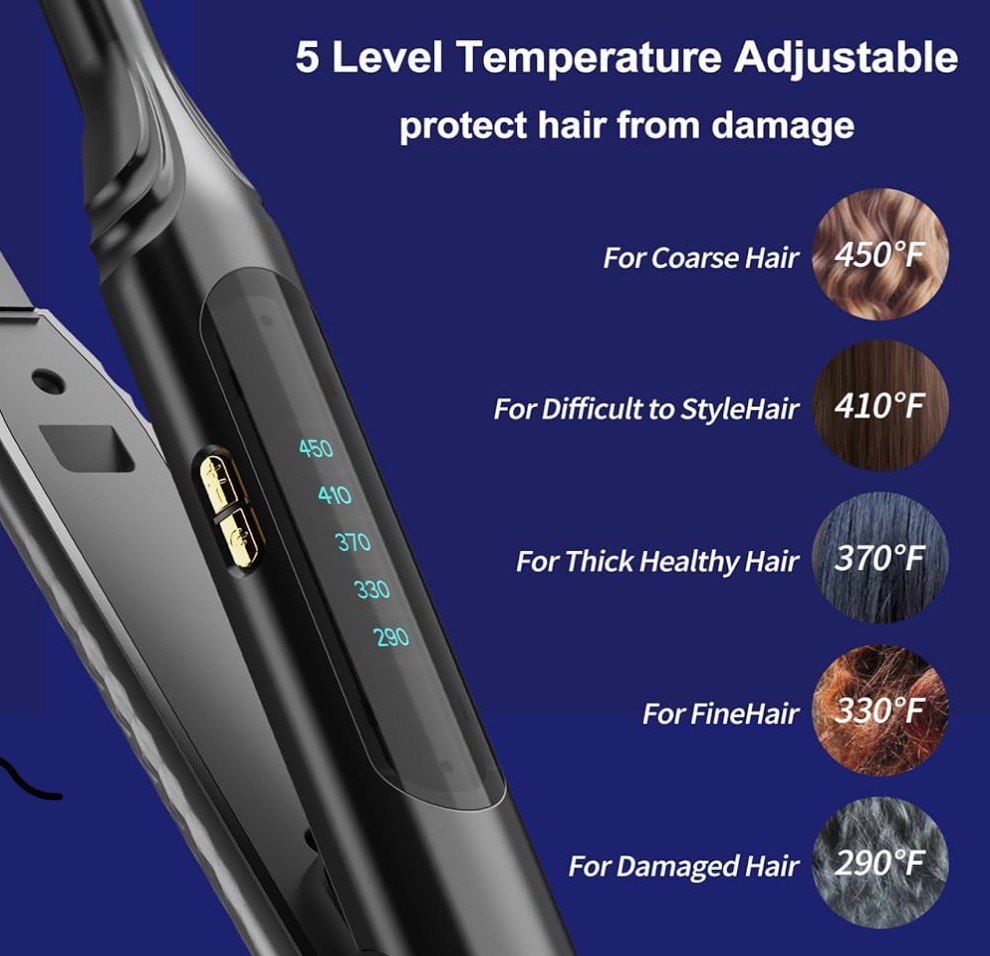 5 Level Temperature Adjustable
protect hair from damage
For Coarse Hair 450°F
For Difficult to StyleHair 410°F
450
410
For Thick Healthy Hair 370°F
370
330
290
For FineHair 330°F
For Damaged Hair 290°F